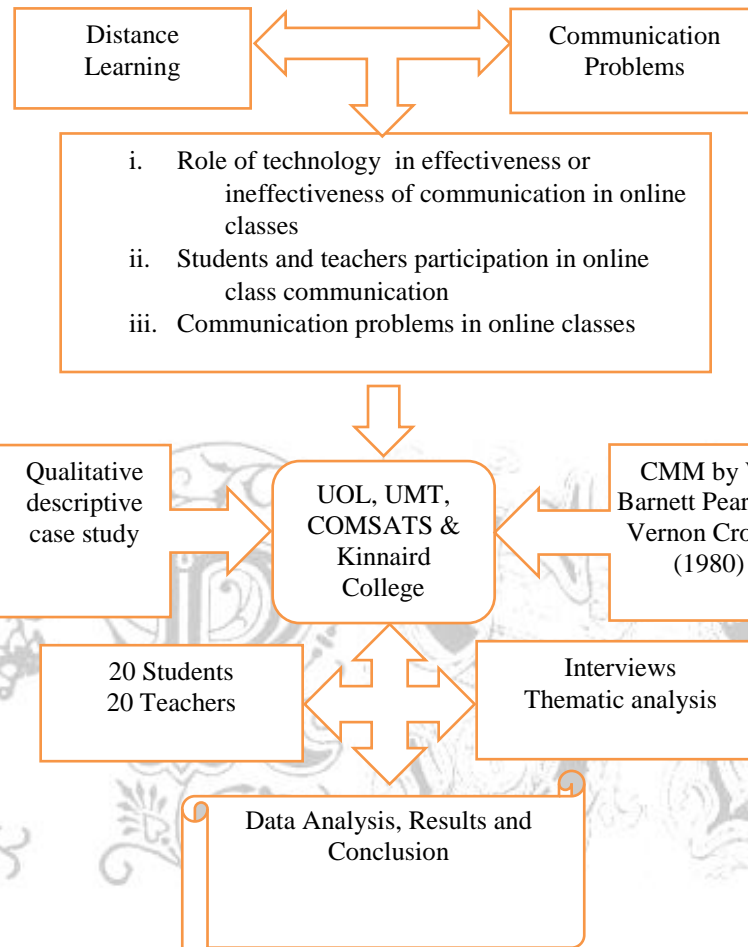 Distance
Learning
Communication
Problems
i. Role of technology in effectiveness or
ineffectiveness of communication in online
classes
ii. Students and teachers participation in online
class communication
iii. Communication problems in online classes
Qualitative
descriptive
case study
UOL, UMT,
COMSATS &
Kinnaird
College
CMM by
Barnett
Vernon
(1980)
20 Students
20 Teachers
Interviews
Thematic analysis
Data Analysis, Results and
Conclusion